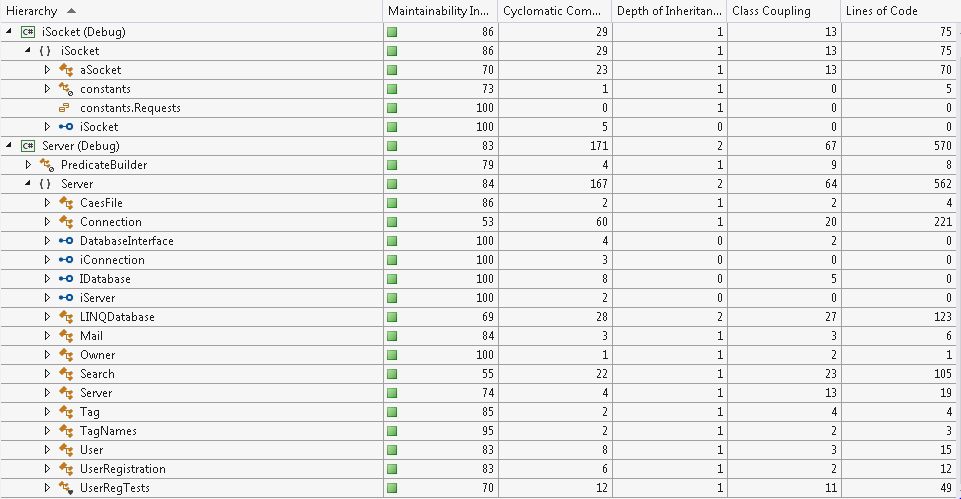 Hierarchy Maintainability In... Cyclomatic Com... Depth of Inheritan... Class Coupling Lines of Code
C# iSocket (Debug) 86 29 1 13 75
{ } iSocket 86 29 1 13 75
aSocket 70 23 1 13 70
constants 73 1 1 0 5
constants.Requests 100 0 1 0 0
iSocket 100 5 0 0 0
C# Server (Debug) 83 171 2 67 570
PredicateBuilder 79 4 1 9 8
{ } Server 84 167 2 64 562
CaesFile 86 2 1 2 4
Connection 53 60 1 20 221
DatabaseInterface 100 4 0 2 0
iConnection 100 3 0 0 0
IDatabase 100 8 0 5 0
iServer 100 2 0 0 0
LINQDatabase 69 28 2 27 123
Mail 84 3 1 3 6
Owner 100 1 1 2 1
Search 55 22 1 23 105
Server 74 4 1 13 19
Tag 85 2 1 4 4
TagNames 95 2 1 2 3
User 83 8 1 3 15
UserRegistration 83 6 1 2 12
UserRegTests 70 12 1 11 49